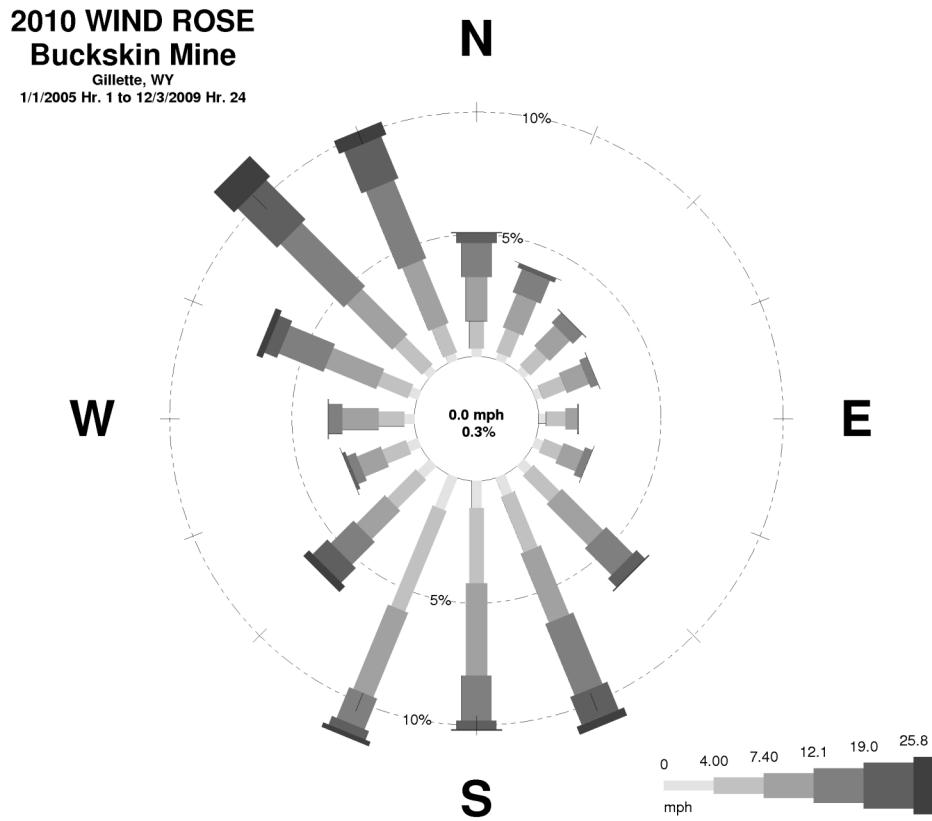 2010 WIND ROSE
Buckskin Mine
Gillette, WY
1/1/2005 Hr. 1 to 12/3/2009 Hr. 24
N
10%
5%
W
0.0 mph
0.3%
E
5%
10%
S
0 4.00 7.40 12.1 19.0 25.8
mph